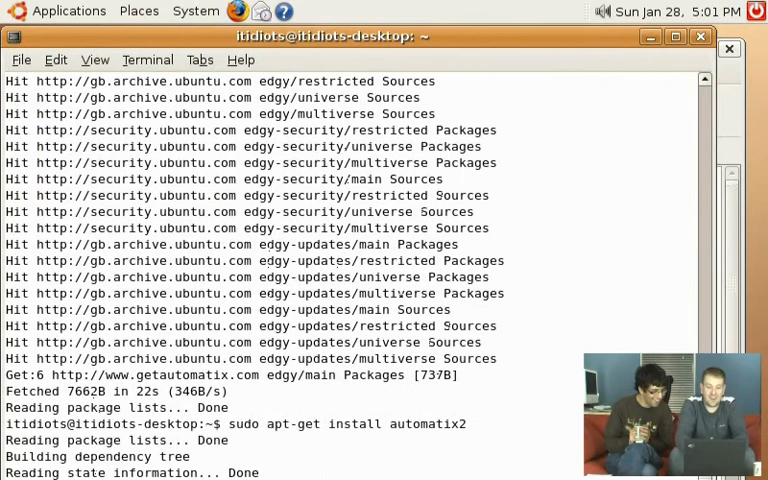 Applications Places System Sun Jan 28, 5:01 PM
itidiots@itidiots-desktop: ~
File Edit View Terminal Tabs Help
Hit http://gb.archive.ubuntu.com edgy/restricted Sources
Hit http://gb.archive.ubuntu.com edgy/universe Sources
Hit http://gb.archive.ubuntu.com edgy/multiverse Sources
Hit http://security.ubuntu.com edgy-security/restricted Packages
Hit http://security.ubuntu.com edgy-security/universe Packages
Hit http://security.ubuntu.com edgy-security/multiverse Packages
Hit http://security.ubuntu.com edgy-security/main Sources
Hit http://security.ubuntu.com edgy-security/restricted Sources
Hit http://security.ubuntu.com edgy-security/universe Sources
Hit http://security.ubuntu.com edgy-security/multiverse Sources
Hit http://gb.archive.ubuntu.com edgy-updates/main Packages
Hit http://gb.archive.ubuntu.com edgy-updates/restricted Packages
Hit http://gb.archive.ubuntu.com edgy-updates/universe Packages
Hit http://gb.archive.ubuntu.com edgy-updates/multiverse Packages
Hit http://gb.archive.ubuntu.com edgy-updates/main Sources
Hit http://gb.archive.ubuntu.com edgy-updates/restricted Sources
Hit http://gb.archive.ubuntu.com edgy-updates/universe Sources
Hit http://gb.archive.ubuntu.com edgy-updates/multiverse Sources
Get:6 http://www.getautomatix.com edgy/main Packages [737B]
Fetched 7662B in 22s (346B/s)
Reading package lists... Done
itidiots@itidiots-desktop:~$ sudo apt-get install automatix2
Reading package lists... Done
Building dependency tree
Reading state information... Done